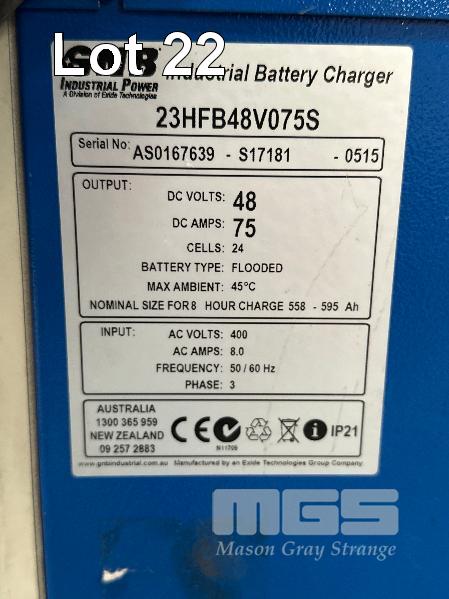 Lot 22
GNB Industrial Battery Charger
INDUSTRIAL POWER
A Division of Exide Technologies
23HFB48V075S
Serial No: AS0167639 - S17181 - 0515
OUTPUT:
DC VOLTS: 48
DC AMPS: 75
CELLS: 24
BATTERY TYPE: FLOODED
MAX AMBIENT: 45°C
NOMINAL SIZE FOR 8 HOUR CHARGE 558 - 595 Ah
INPUT:
AC VOLTS: 400
AC AMPS: 8.0
FREQUENCY: 50 / 60 Hz
PHASE: 3
AUSTRALIA
1300 365 959
NEW ZEALAND
09 257 2883
CE
N11709
IP21
www.gnbindustrial.com.au Manufactured by an Exide Technologies Group Company
MGS
Mason Gray Strange